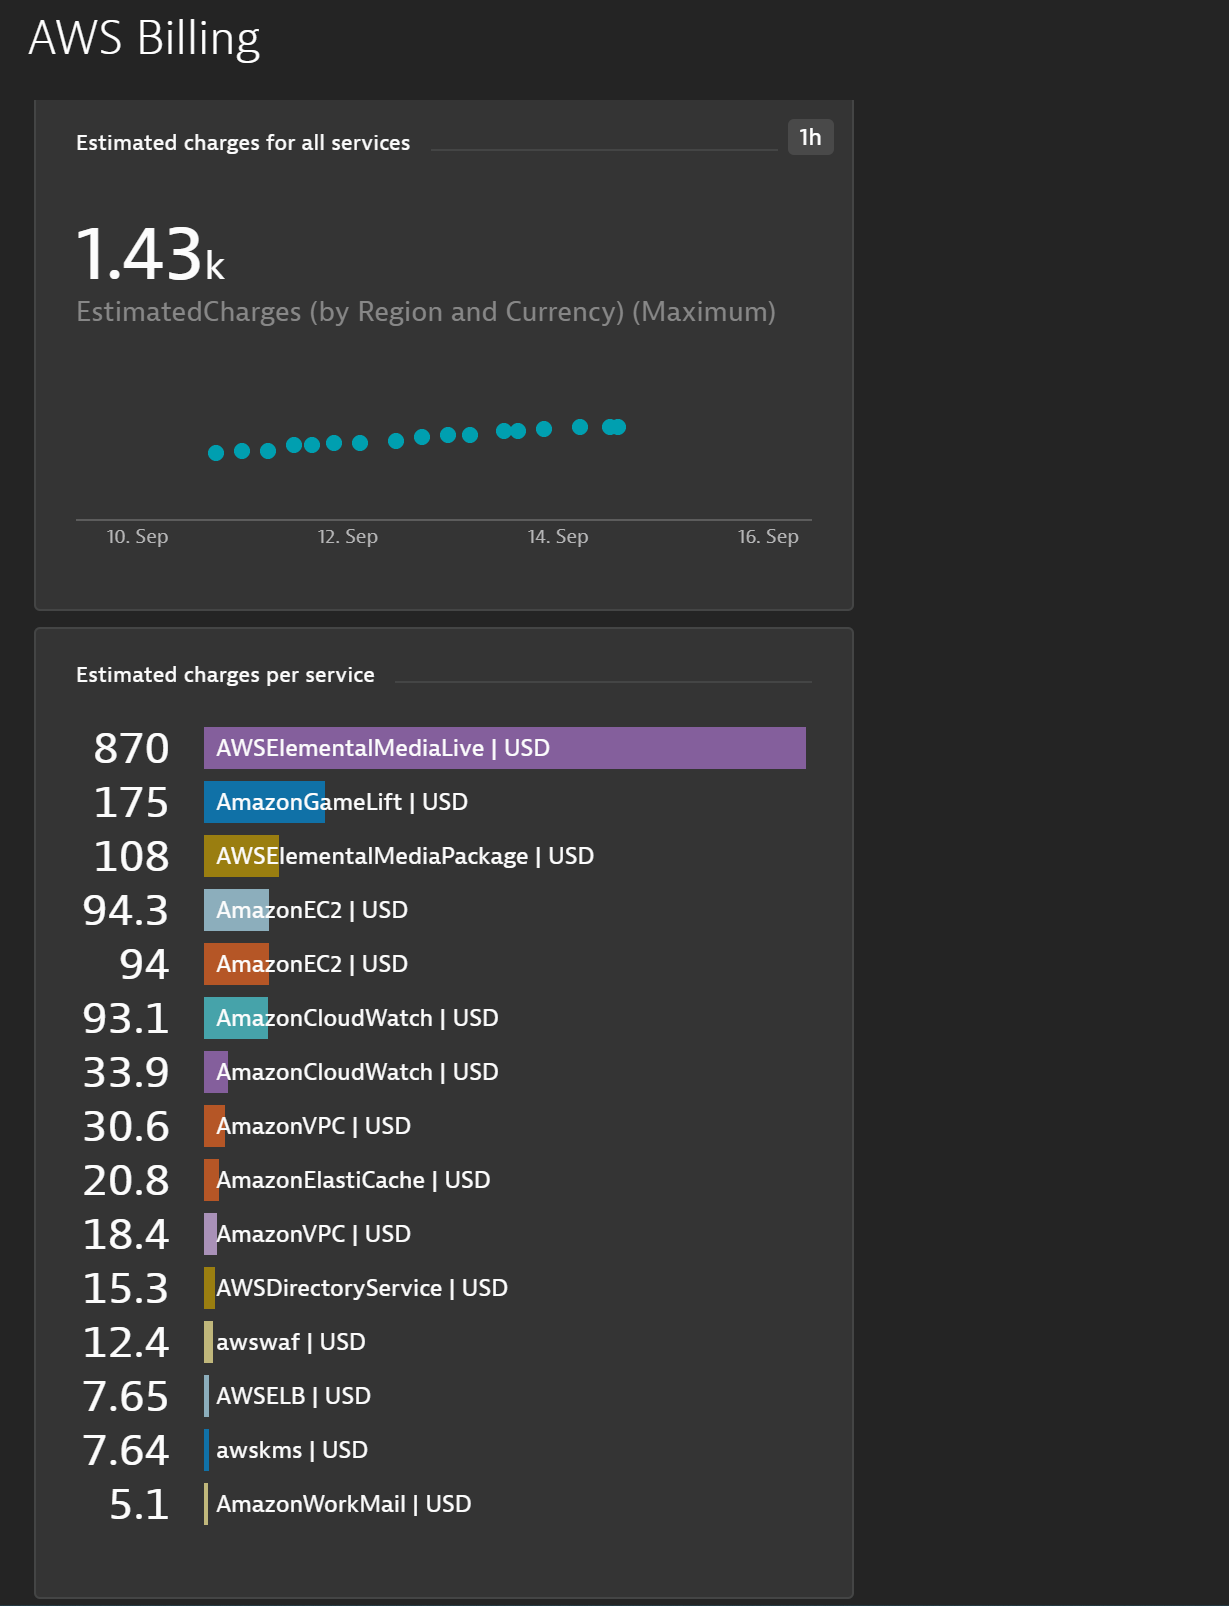 AWS Billing
Estimated charges for all services
1h
1.43k
EstimatedCharges (by Region and Currency) (Maximum)
10. Sep 12. Sep 14. Sep 16. Sep
Estimated charges per service
870 AWSElementalMediaLive | USD
175 AmazonGameLift | USD
108 AWSElementalMediaPackage | USD
94.3 AmazonEC2 | USD
94 AmazonEC2 | USD
93.1 AmazonCloudWatch | USD
33.9 AmazonCloudWatch | USD
30.6 AmazonVPC | USD
20.8 AmazonElastiCache | USD
18.4 AmazonVPC | USD
15.3 AWSDirectoryService | USD
12.4 awswaf | USD
7.65 AWSELB | USD
7.64 awskms | USD
5.1 AmazonWorkMail | USD